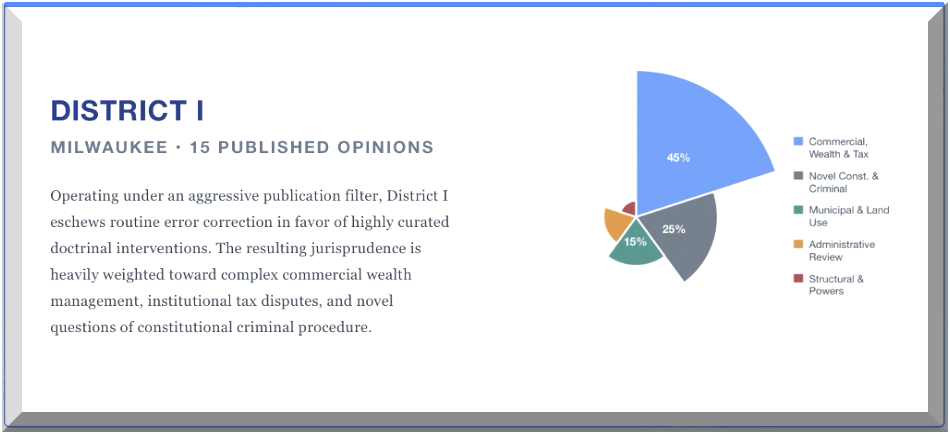 DISTRICT I
MILWAUKEE · 15 PUBLISHED OPINIONS
Operating under an aggressive publication filter, District I
eschews routine error correction in favor of highly curated
doctrinal interventions. The resulting jurisprudence is
heavily weighted toward complex commercial wealth
management, institutional tax disputes, and novel
questions of constitutional criminal procedure.
45%
25%
15%
Commercial,
Wealth & Tax
Novel Const. &
Criminal
Municipal & Land
Use
Administrative
Review
Structural &
Powers